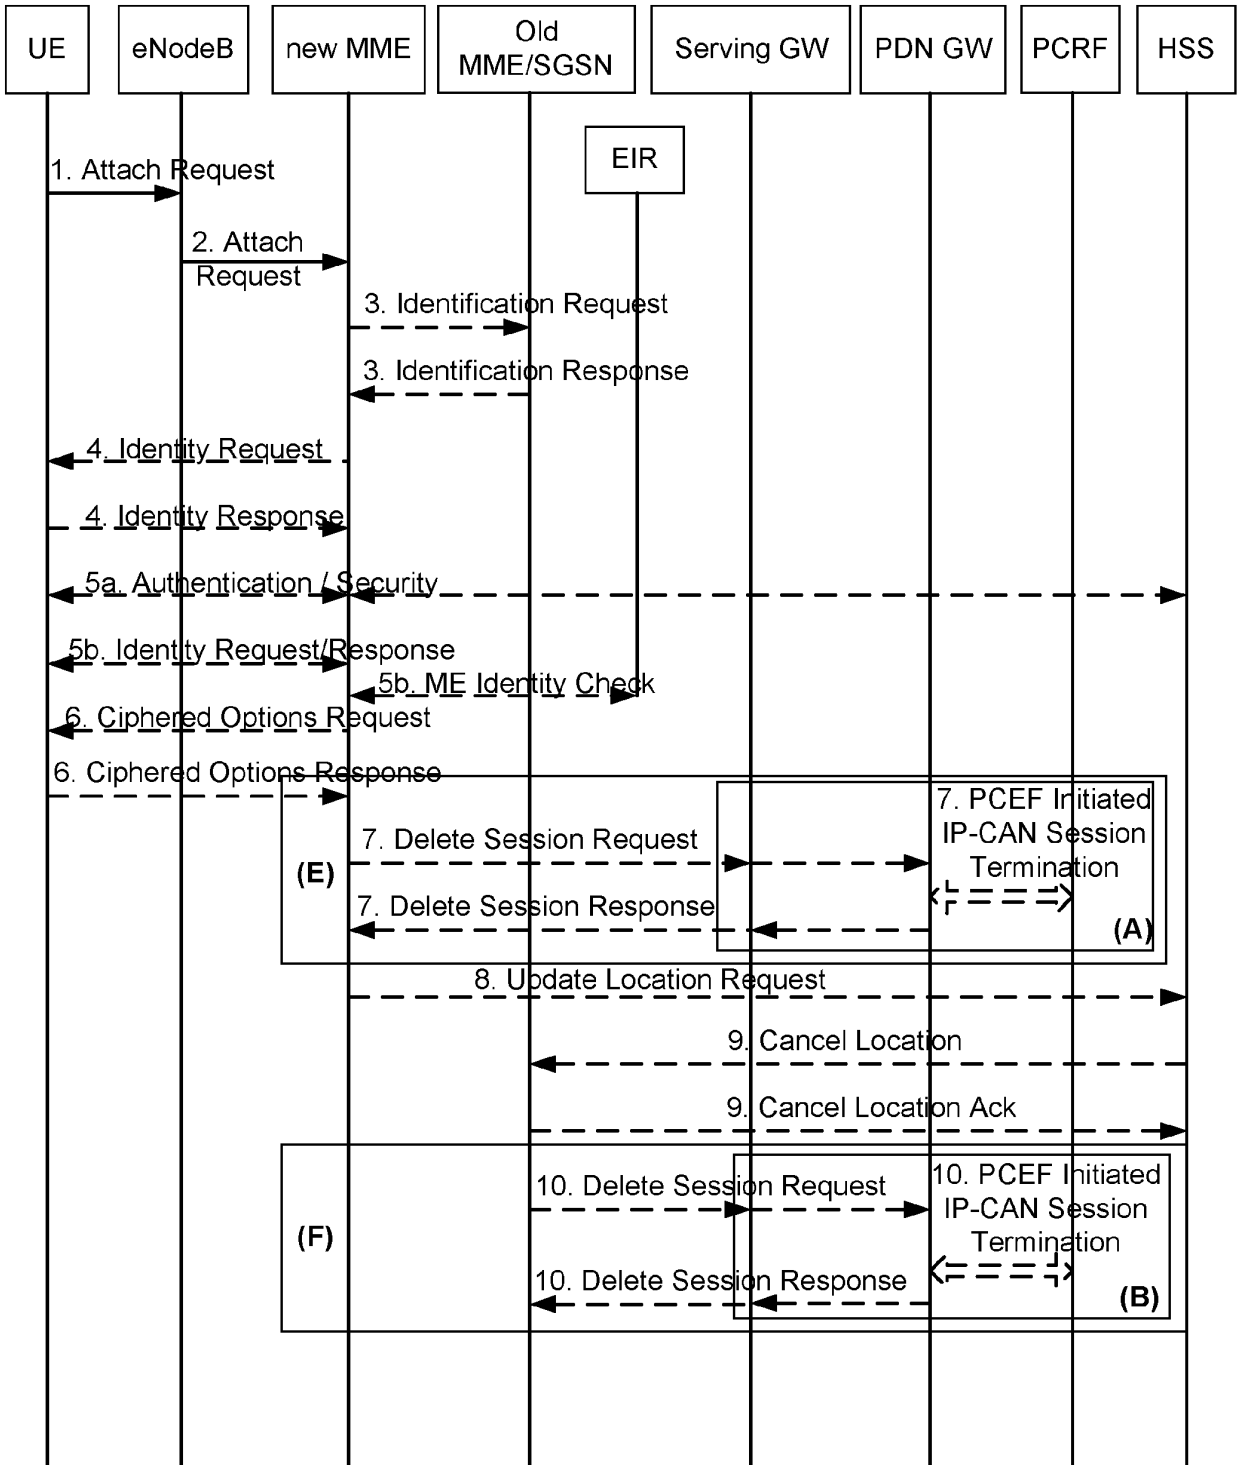 UE
eNodeB
new MME
Old
MME/SGSN
Serving GW
PDN GW
PCRF
HSS
EIR
1. Attach Request
2. Attach
Request
3. Identification Request
3. Identification Response
4. Identity Request
4. Identity Response
5a. Authentication / Security
5b. Identity Request/Response
5b. ME Identity Check
6. Ciphered Options Request
6. Ciphered Options Response
7. PCEF Initiated
IP-CAN Session
Termination
7. Delete Session Request
(E)
7. Delete Session Response
(A)
8. Update Location Request
9. Cancel Location
9. Cancel Location Ack
10. PCEF Initiated
IP-CAN Session
Termination
10. Delete Session Request
(F)
10. Delete Session Response
(B)